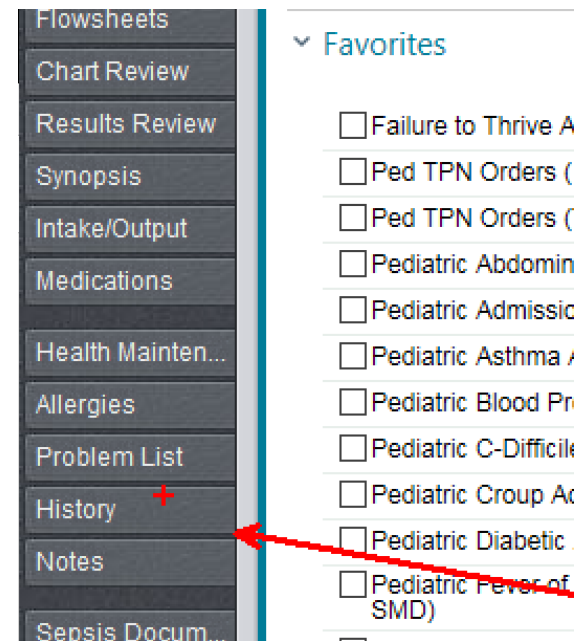 Flowsheets
Chart Review
Results Review
Synopsis
Intake/Output
Medications
Health Mainten...
Allergies
Problem List
History
Notes
Sepsis Docum...
Favorites
Failure to Thrive A
Ped TPN Orders (
Ped TPN Orders (
Pediatric Abdomin
Pediatric Admissio
Pediatric Asthma A
Pediatric Blood Pr
Pediatric C-Difficile
Pediatric Croup Ad
Pediatric Diabetic
Pediatric Fever of
SMD)